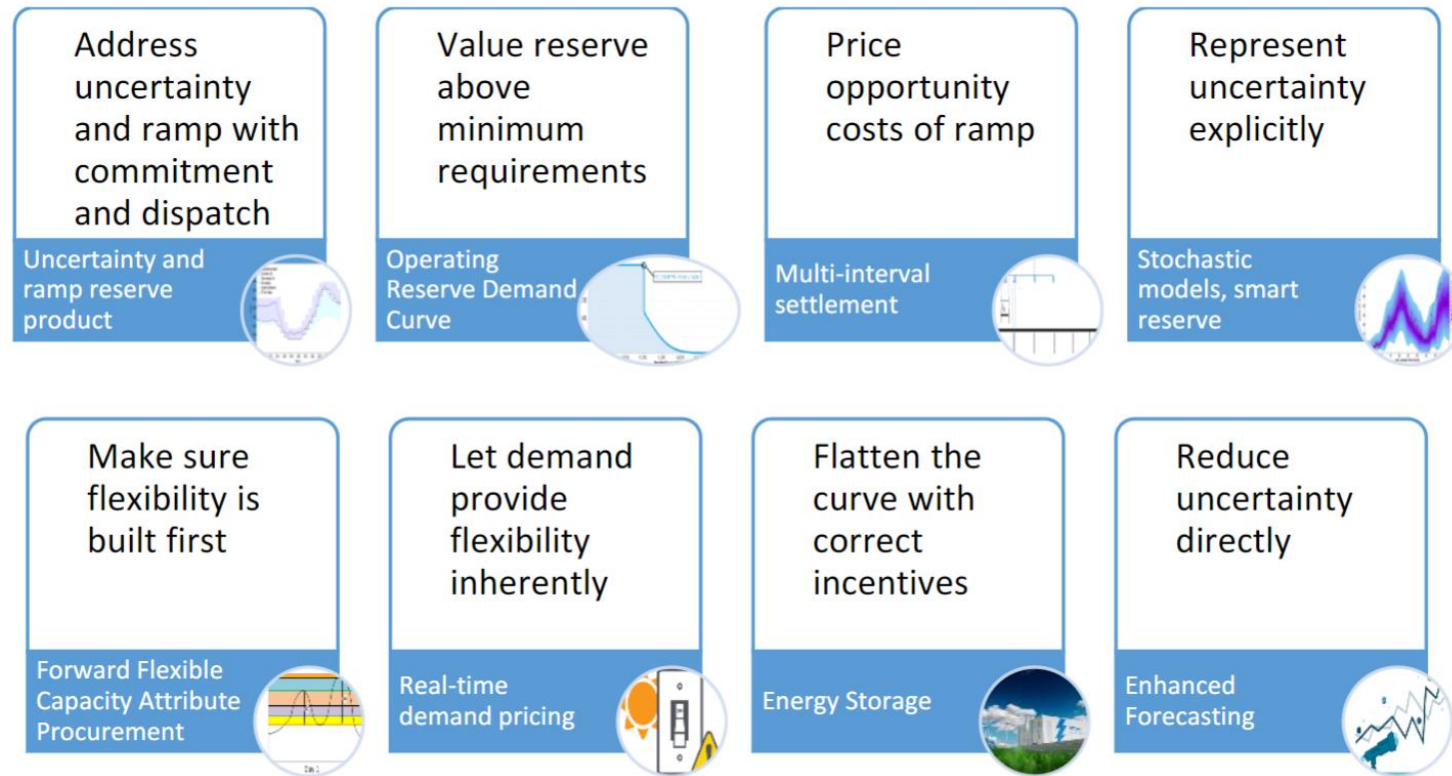 Address
uncertainty
and ramp with
commitment
and dispatch
Uncertainty and
ramp reserve
product
Value reserve
above
minimum
requirements
Operating
Reserve Demand
Curve
Price
opportunity
costs of ramp
Multi-interval
settlement
Represent
uncertainty
explicitly
Stochastic
models, smart
reserve
Make sure
flexibility is
built first
Forward Flexible
Capacity Attribute
Procurement
Let demand
provide
flexibility
inherently
Real-time
demand pricing
Flatten the
curve with
correct
incentives
Energy Storage
Reduce
uncertainty
directly
Enhanced
Forecasting